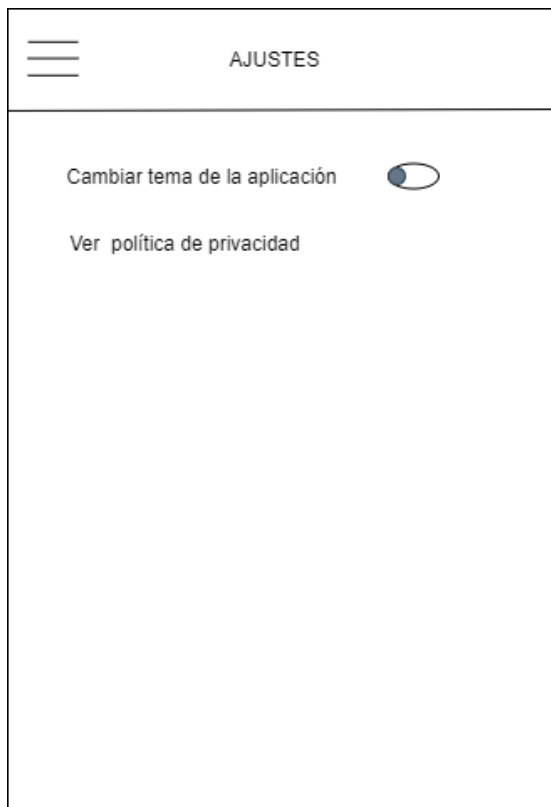 AJUSTES
Cambiar tema de la aplicación
Ver política de privacidad